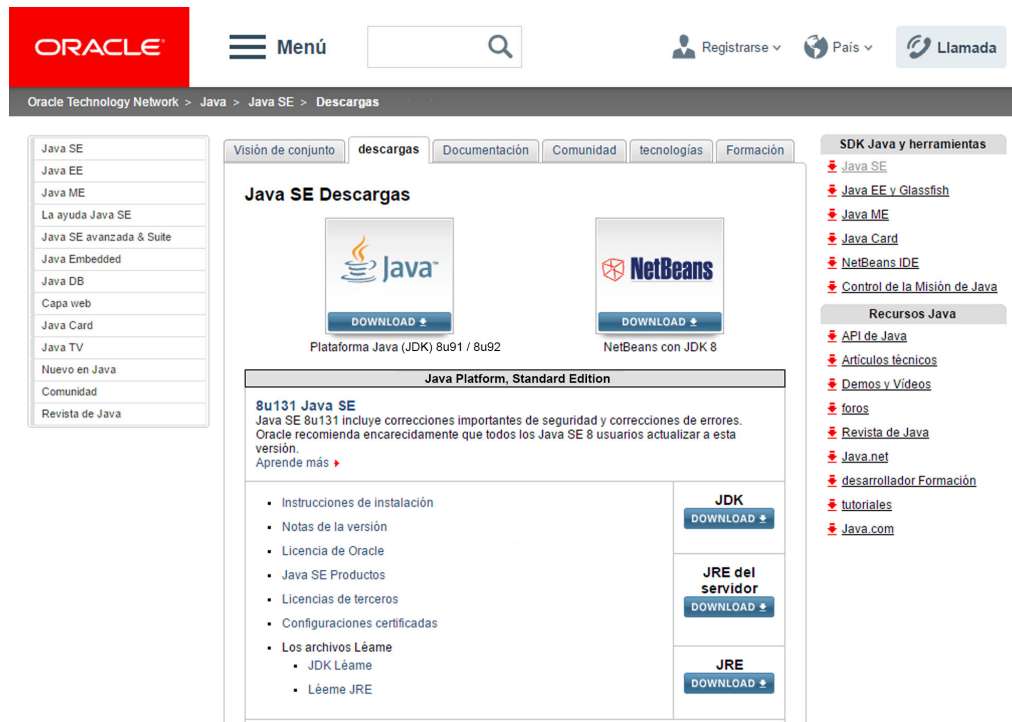 ORACLE
Menú
Registrarse
País
Llamada
Oracle Technology Network > Java > Java SE > Descargas
Java SE
Java EE
Java ME
La ayuda Java SE
Java SE avanzada & Suite
Java Embedded
Java DB
Capa web
Java Card
Java TV
Nuevo en Java
Comunidad
Revista de Java
Visión de conjunto
descargas
Documentación
Comunidad
tecnologías
Formación
Java SE Descargas
Java™
DOWNLOAD
Plataforma Java (JDK) 8u91 / 8u92
NetBeans
DOWNLOAD
NetBeans con JDK 8
Java Platform, Standard Edition
8u131 Java SE
Java SE 8u131 incluye correcciones importantes de seguridad y correcciones de errores.
Oracle recomienda encarecidamente que todos los Java SE 8 usuarios actualizar a esta
versión.
Aprende más
Instrucciones de instalación
Notas de la versión
Licencia de Oracle
Java SE Productos
Licencias de terceros
Configuraciones certificadas
Los archivos Léame
JDK Léame
Léeme JRE
JDK
DOWNLOAD
JRE del
servidor
DOWNLOAD
JRE
DOWNLOAD
SDK Java y herramientas
Java SE
Java EE y Glassfish
Java ME
Java Card
NetBeans IDE
Control de la Misión de Java
Recursos Java
API de Java
Artículos técnicos
Demos y Vídeos
foros
Revista de Java
Java.net
desarrollador Formación
tutoriales
Java.com